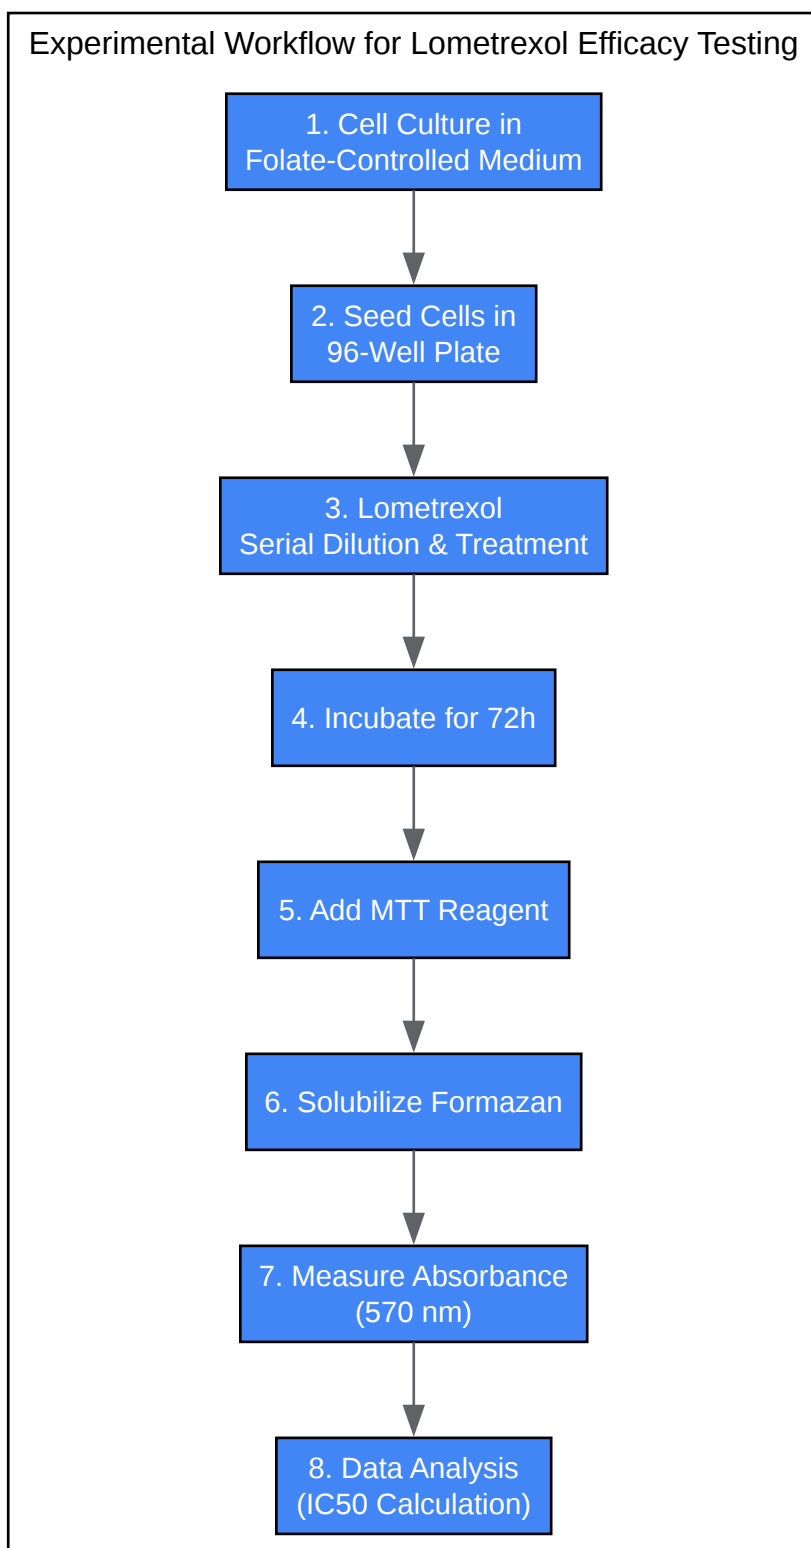 Experimental Workflow for Lometrexol Efficacy Testing
1. Cell Culture in
Folate-Controlled Medium
2. Seed Cells in
96-Well Plate
3. Lometrexol
Serial Dilution & Treatment
4. Incubate for 72h
5. Add MTT Reagent
6. Solubilize Formazan
7. Measure Absorbance
(570 nm)
8. Data Analysis
(IC50 Calculation)